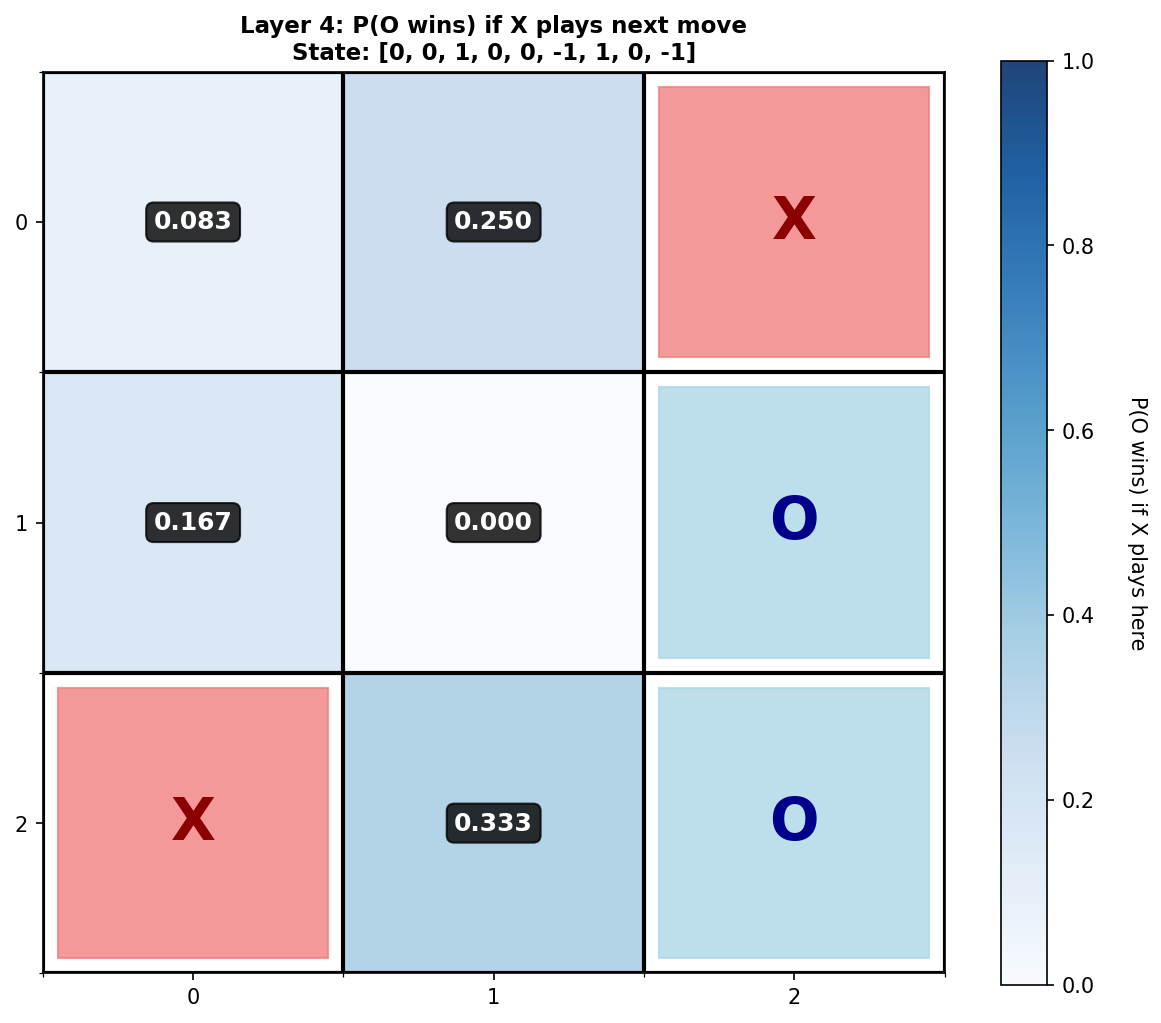 Layer 4: P(O wins) if X plays next move
State: [0, 0, 1, 0, 0, -1, 1, 0, -1]
0
0.083
0.250
X
1
0.167
0.000
O
2
X
0.333
O
0
1
2
1.0
0.8
0.6
0.4
0.2
0.0
P(O wins) if X plays here